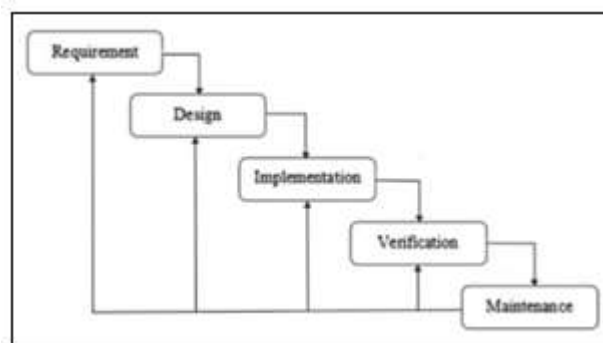 Requirement
Design
Implementation
Verification
Maintenance